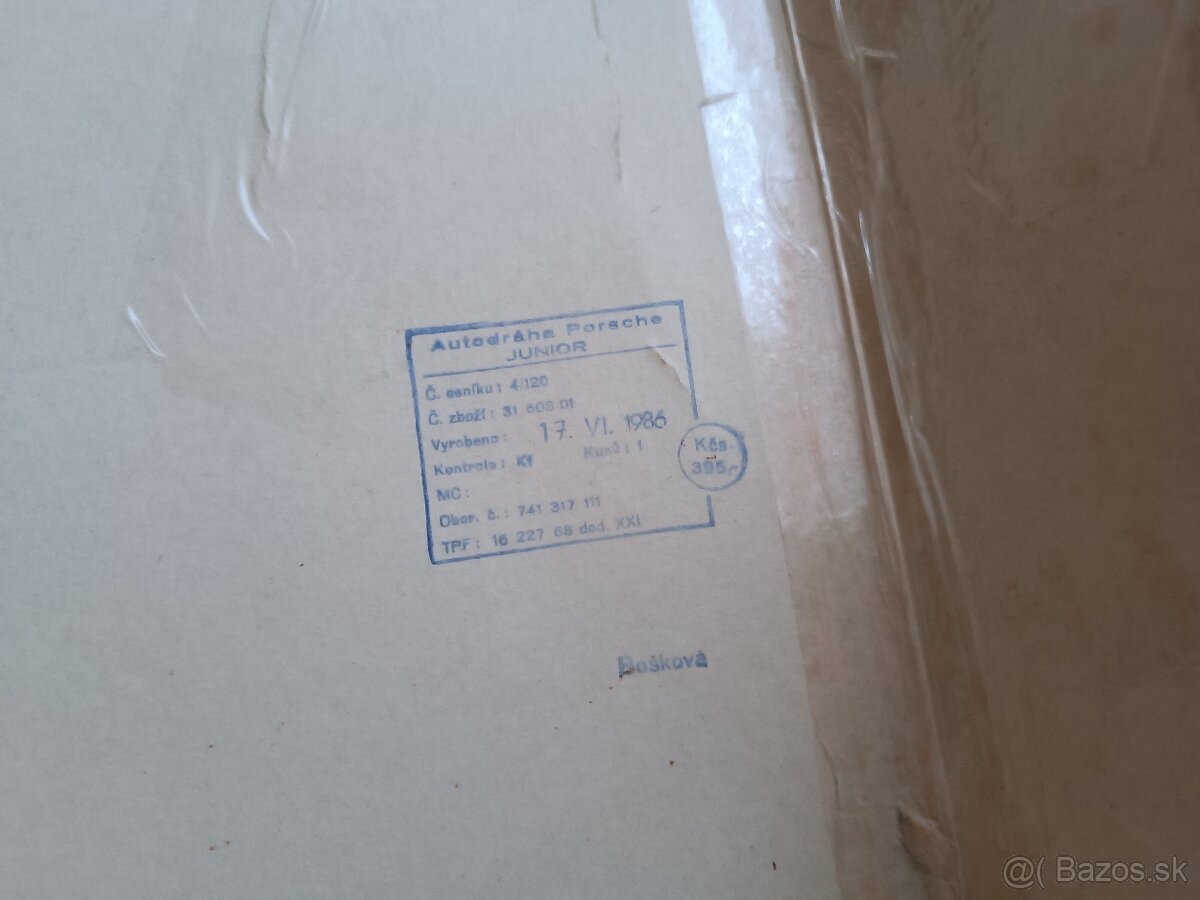 Autodráha Porsche
JUNIOR
Č. ceníku: 4/120
Č. zboží: 31 608 01
Vyrobeno: 17. VI. 1986
Kontrola: K1 Kusů: 1
Kčs.
395,-
MC:
Obor. č.: 741 317 111
TPF: 16 227 68 dod. XXI
Bošková
@( Bazos.sk